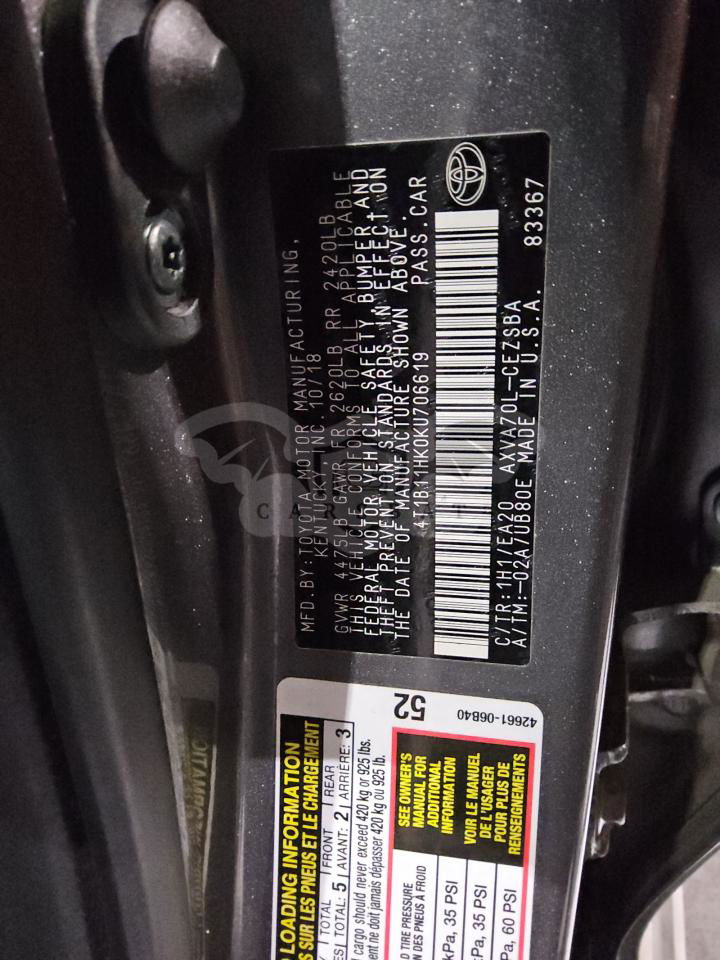 MFD.BY:TOYOTA MOTOR MANUFACTURING,
KENTUCKY, INC. 10/18
GVWR 4475LB GAWR FR 2620LB RR 2420LB
THIS VEHICLE CONFORMS TO ALL APPLICABLE
FEDERAL MOTOR VEHICLE SAFETY, BUMPER, AND
THEFT PREVENTION STANDARDS IN EFFECT ON
THE DATE OF MANUFACTURE SHOWN ABOVE.
4T1B11HK0KU706619 PASS.CAR
C/TR:1H1/EA20 AXVA70L-CEZSBA
A/TM:-02A/UB80E MADE IN U.S.A. 83367
52
42661-06B40
LOADING INFORMATION
SUR LES PNEUS ET LE CHARGEMENT
TOTAL FRONT REAR
TOTAL: 5 AVANT: 2 ARRIÈRE: 3
cargo should never exceed 420 kg or 925 lbs.
ne doit jamais dépasser 420 kg ou 925 lb.
TIRE PRESSURE
DES PNEUS À FROID
kPa, 35 PSI
kPa, 35 PSI
kPa, 60 PSI
SEE OWNER'S
MANUAL FOR
ADDITIONAL
INFORMATION
VOIR LE MANUEL
DE L'USAGER
POUR PLUS DE
RENSEIGNEMENTS